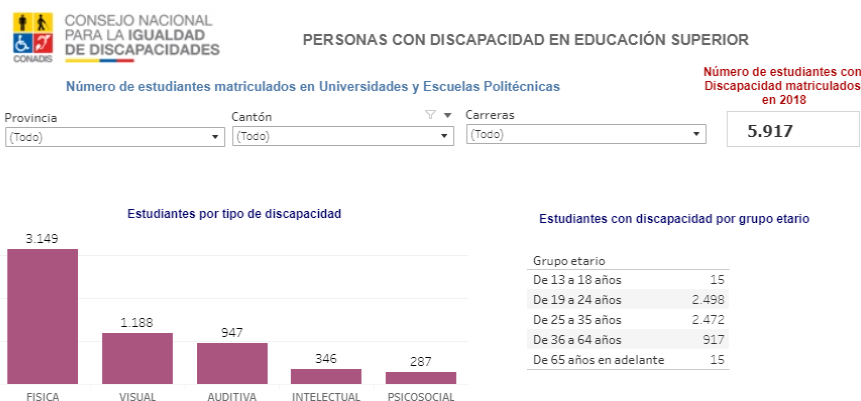 CONSEJO NACIONAL
PARA LA IGUALDAD
DE DISCAPACIDADES
CONADIS
PERSONAS CON DISCAPACIDAD EN EDUCACIÓN SUPERIOR
Número de estudiantes matriculados en Universidades y Escuelas Politécnicas
Número de estudiantes con
Discapacidad matriculados
en 2018
5.917
Provincia
(Todo)
Cantón
(Todo)
Carreras
(Todo)
Estudiantes por tipo de discapacidad
3.149
1.188
947
346
287
FISICA
VISUAL
AUDITIVA
INTELECTUAL
PSICOSOCIAL
Estudiantes con discapacidad por grupo etario
Grupo etario
De 13 a 18 años 15
De 19 a 24 años 2.498
De 25 a 35 años 2.472
De 36 a 64 años 917
De 65 años en adelante 15